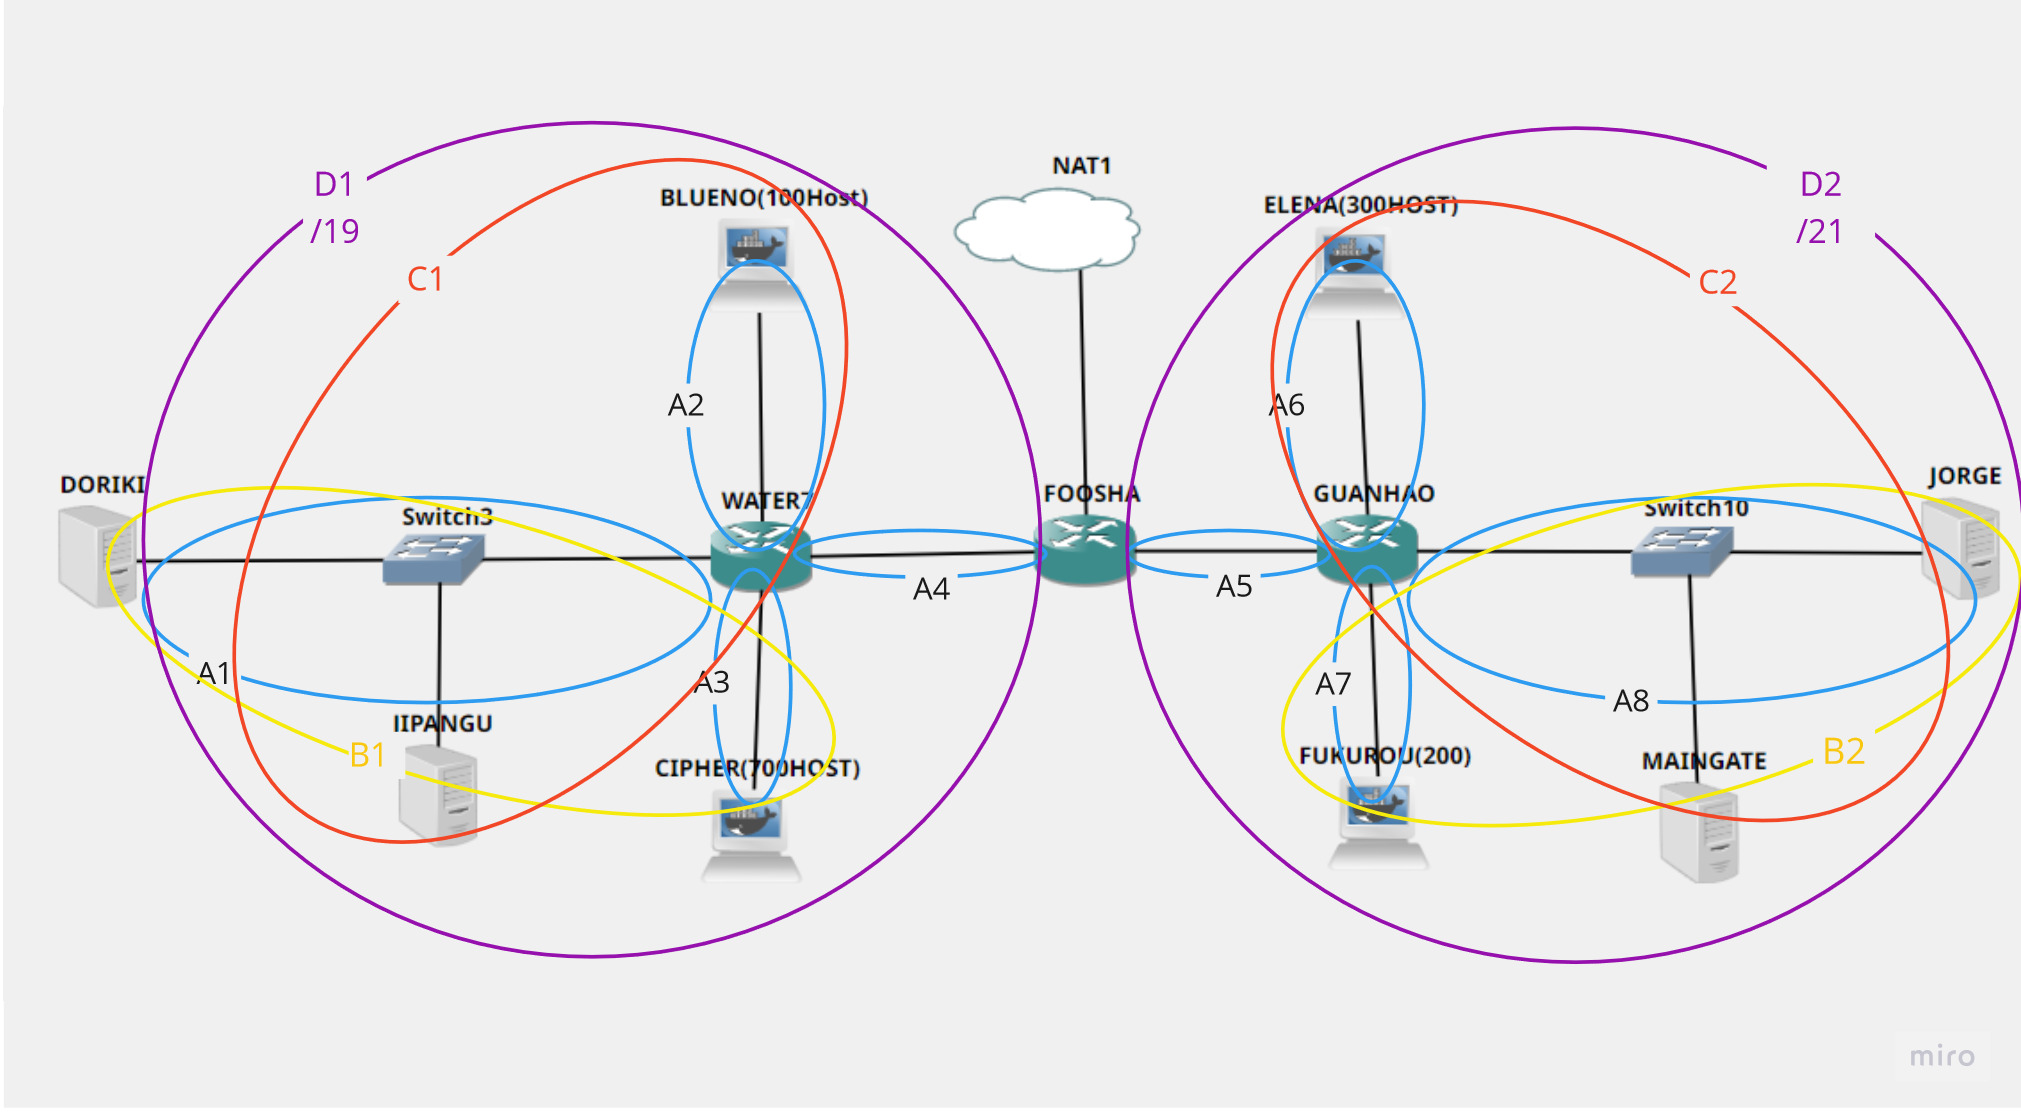 NAT1
D1
/19
D2
/21
BLUENO(100Host)
ELENA(300HOST)
C1
C2
A2
A6
DORIKI
Switch3
WATER7
FOOSHA
GUANHAO
Switch10
JORGE
A4
A5
A1
A3
A7
A8
IIPANGU
B1
B2
CIPHER(700HOST)
FUKUROU(200)
MAINGATE
miro